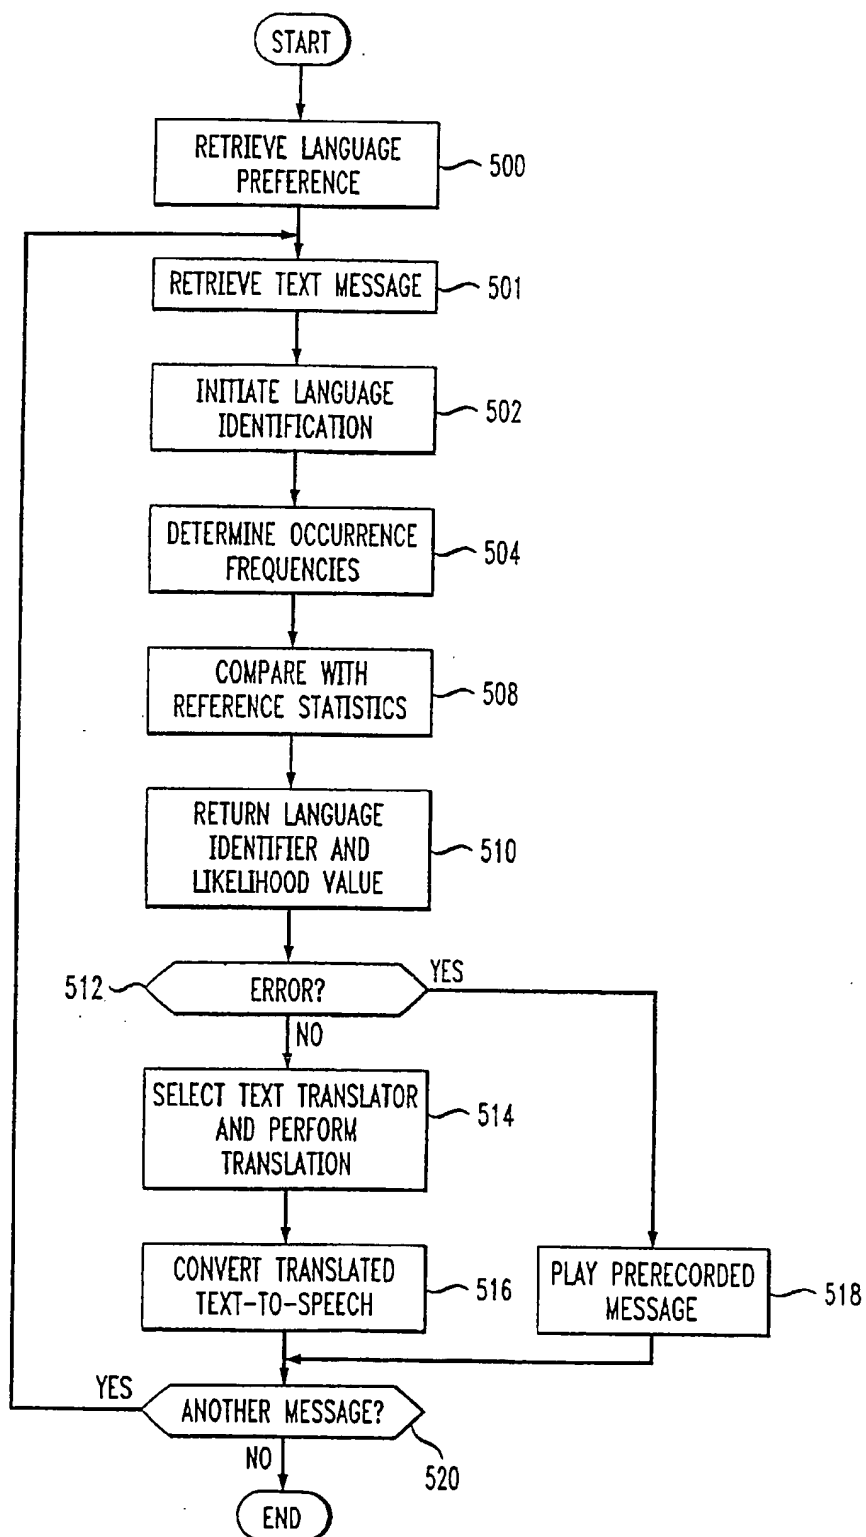 START
RETRIEVE LANGUAGE
PREFERENCE
500
RETRIEVE TEXT MESSAGE
501
INITIATE LANGUAGE
IDENTIFICATION
502
DETERMINE OCCURRENCE
FREQUENCIES
504
COMPARE WITH
REFERENCE STATISTICS
508
RETURN LANGUAGE
IDENTIFIER AND
LIKELIHOOD VALUE
510
512
ERROR?
YES
NO
SELECT TEXT TRANSLATOR
AND PERFORM
TRANSLATION
514
CONVERT TRANSLATED
TEXT-TO-SPEECH
516
PLAY PRERECORDED
MESSAGE
518
YES
ANOTHER MESSAGE?
520
NO
END